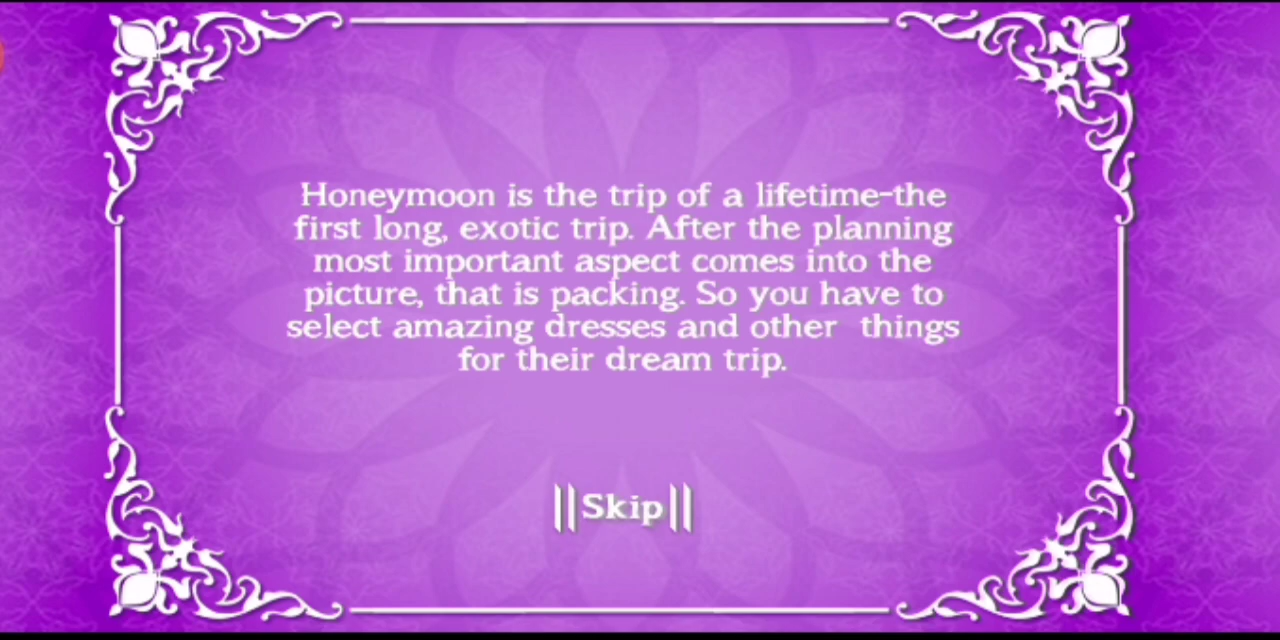 Honeymoon is the trip of a lifetime-the
first long, exotic trip. After the planning
most important aspect comes into the
picture, that is packing. So you have to
select amazing dresses and other  things
for their dream trip.
||Skip||